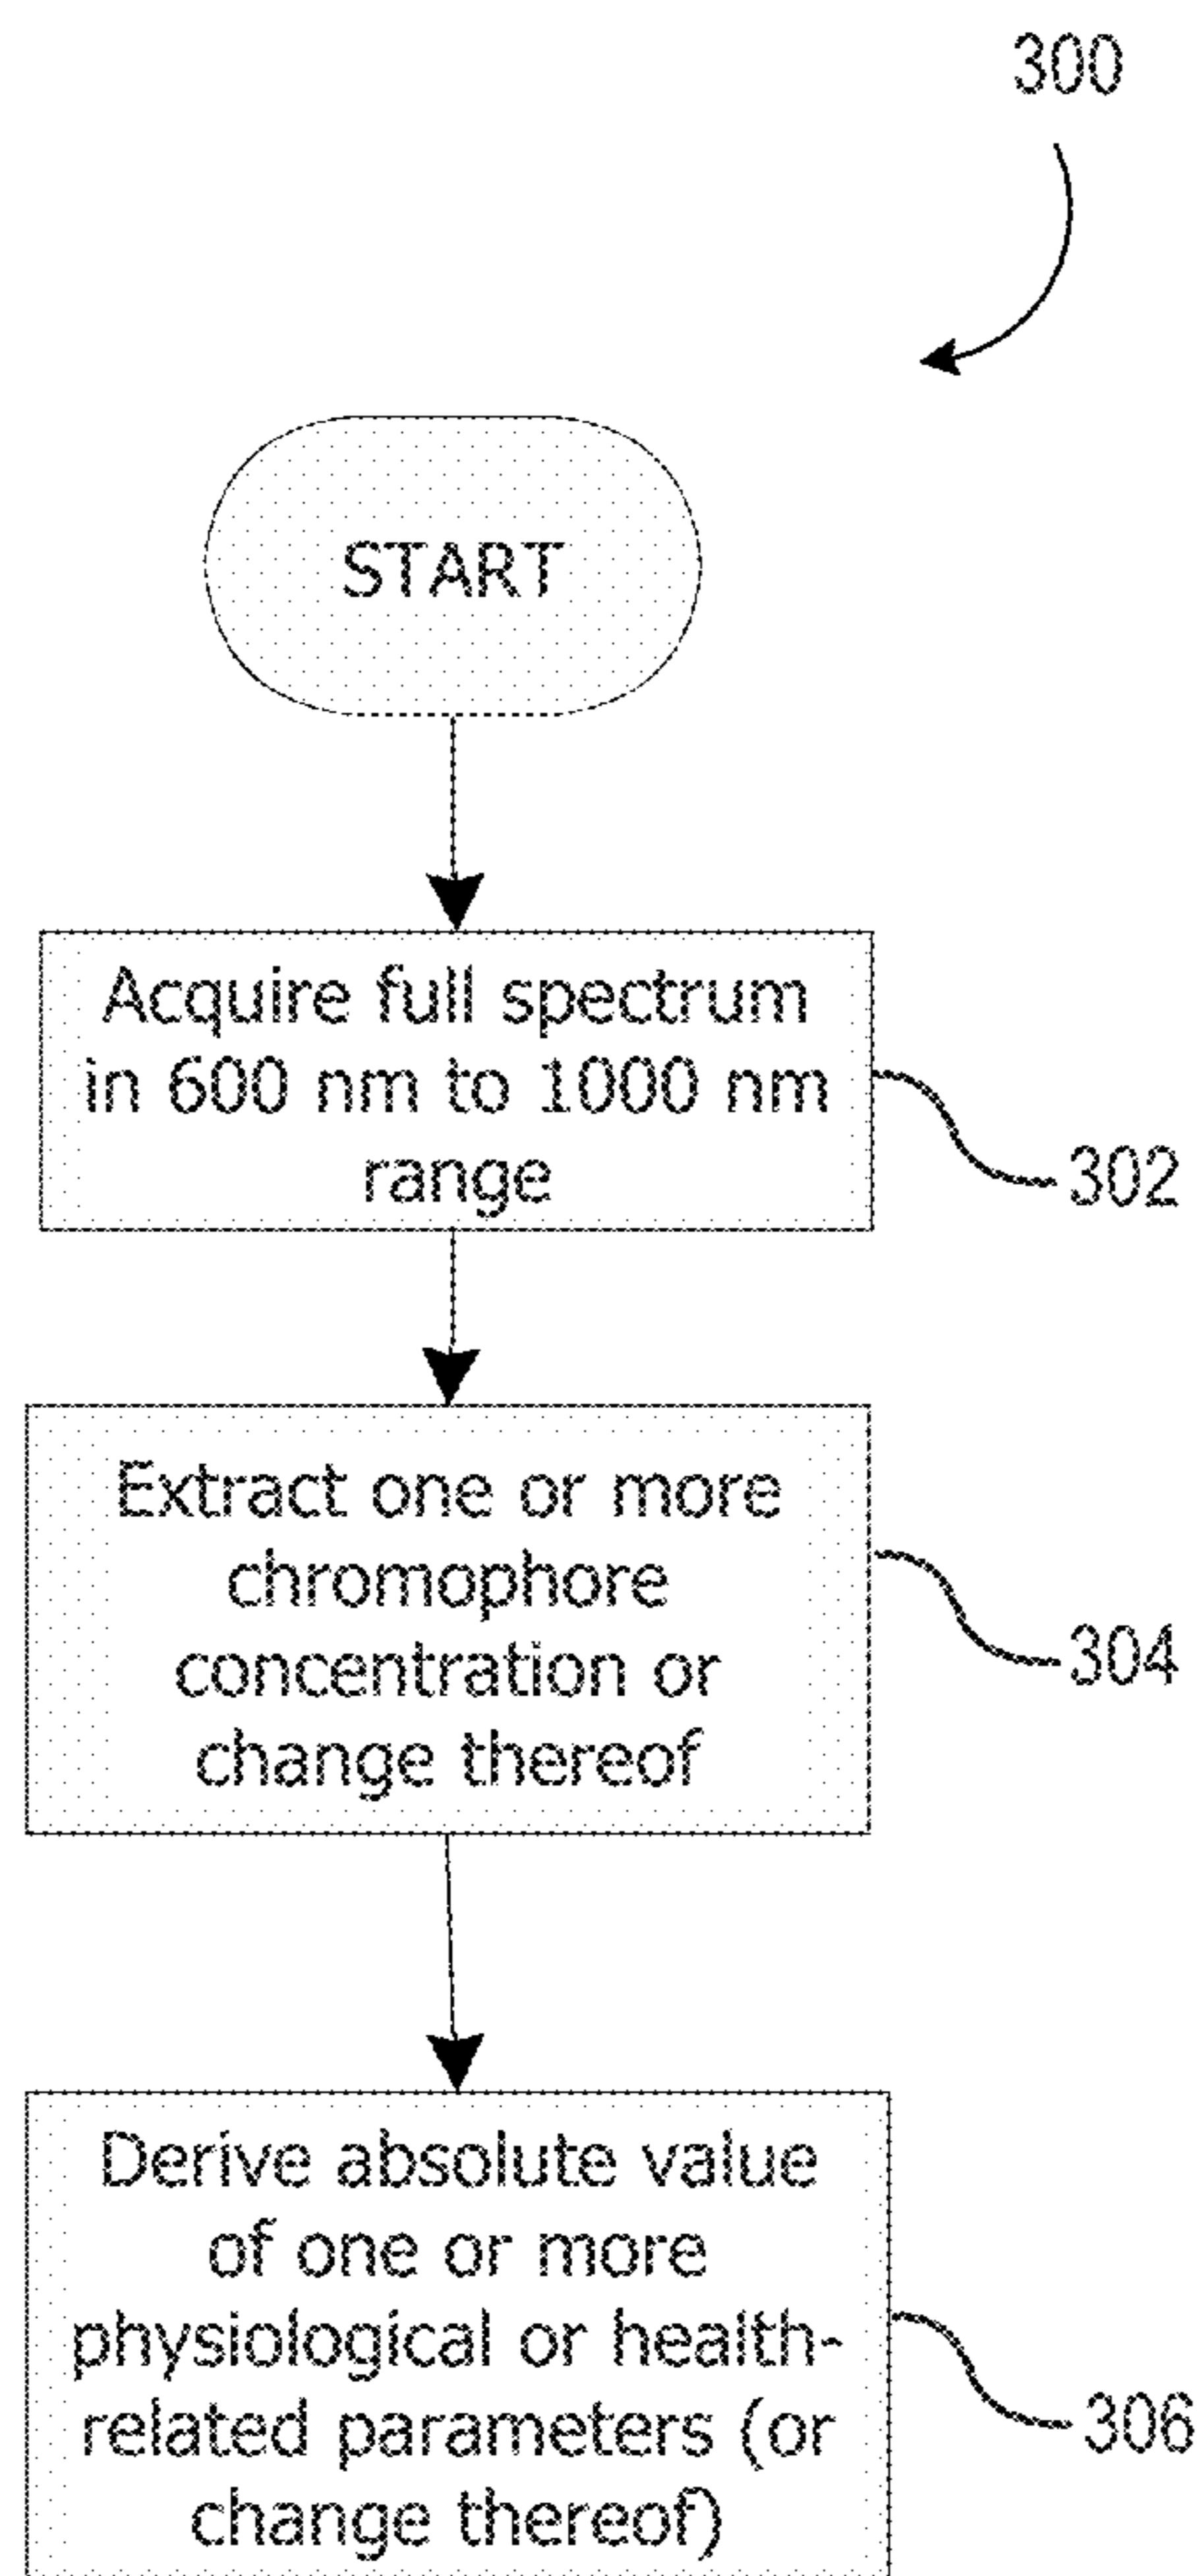 300
START
Acquire full spectrum
in 600 nm to 1000 nm
range
302
Extract one or more
chromophore
concentration or
change thereof
304
Derive absolute value
of one or more
physiological or health-
related parameters (or
change thereof)
306